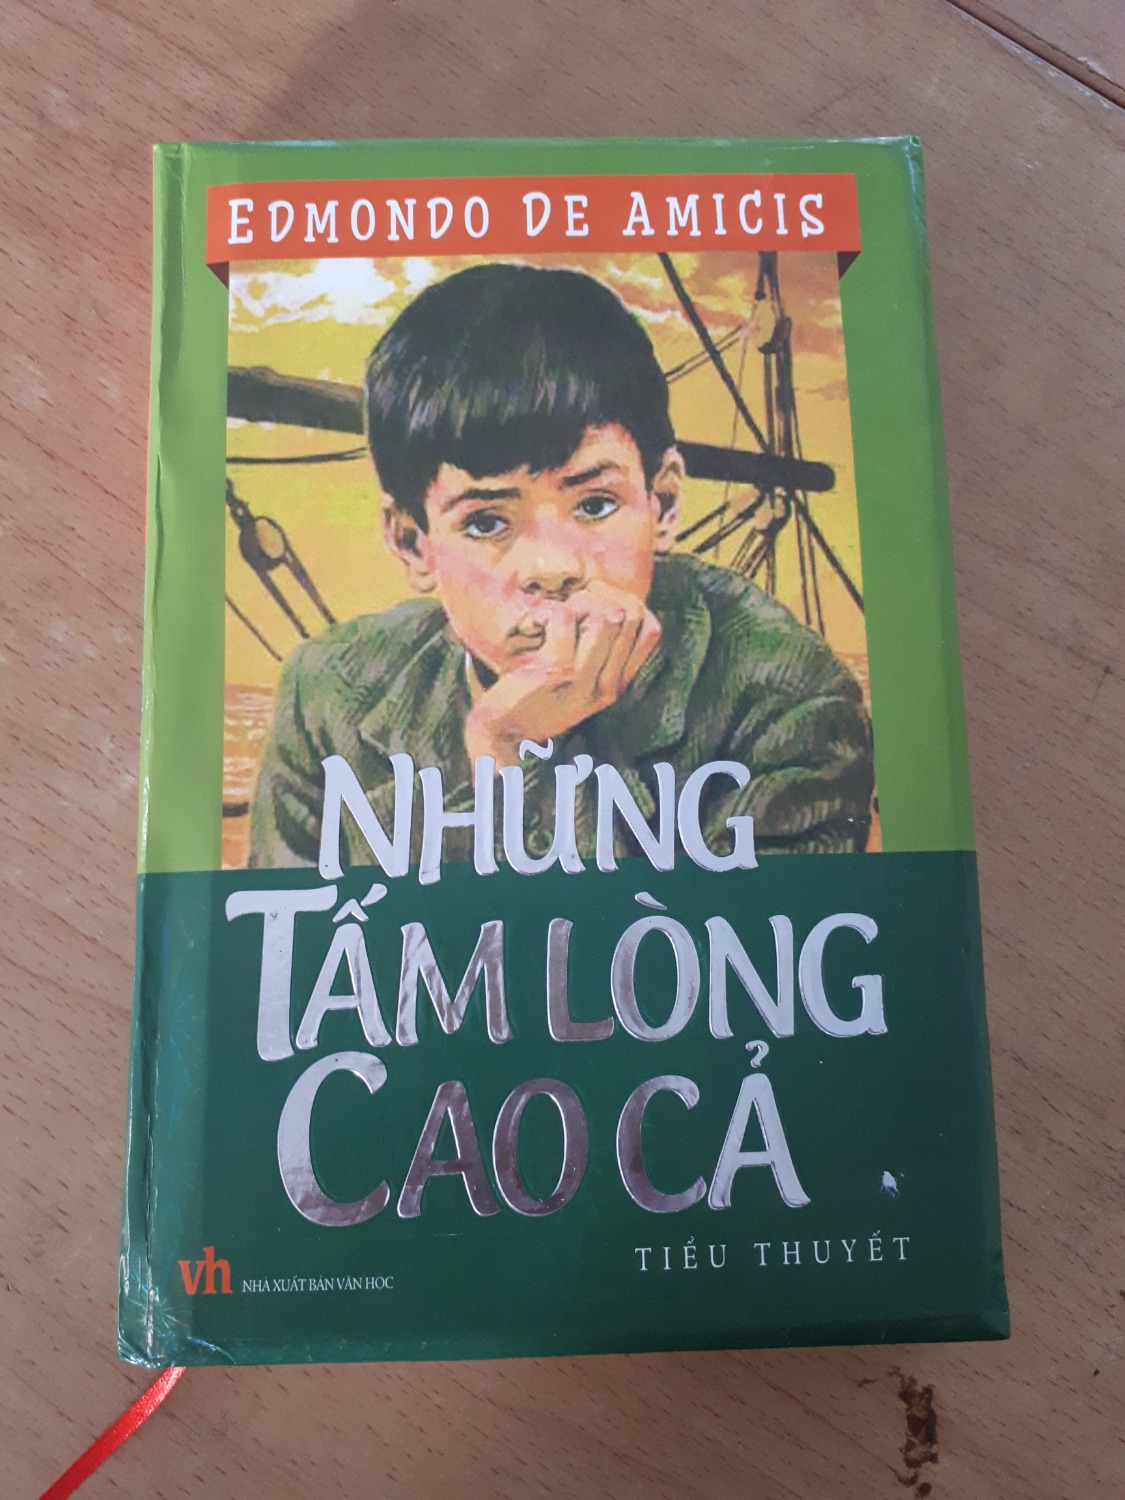 EDMONDO DE AMICIS
NHỮNG
TẤM LÒNG
CAO CẢ
TIỂU THUYẾT
vh NHÀ XUẤT BẢN VĂN HỌC